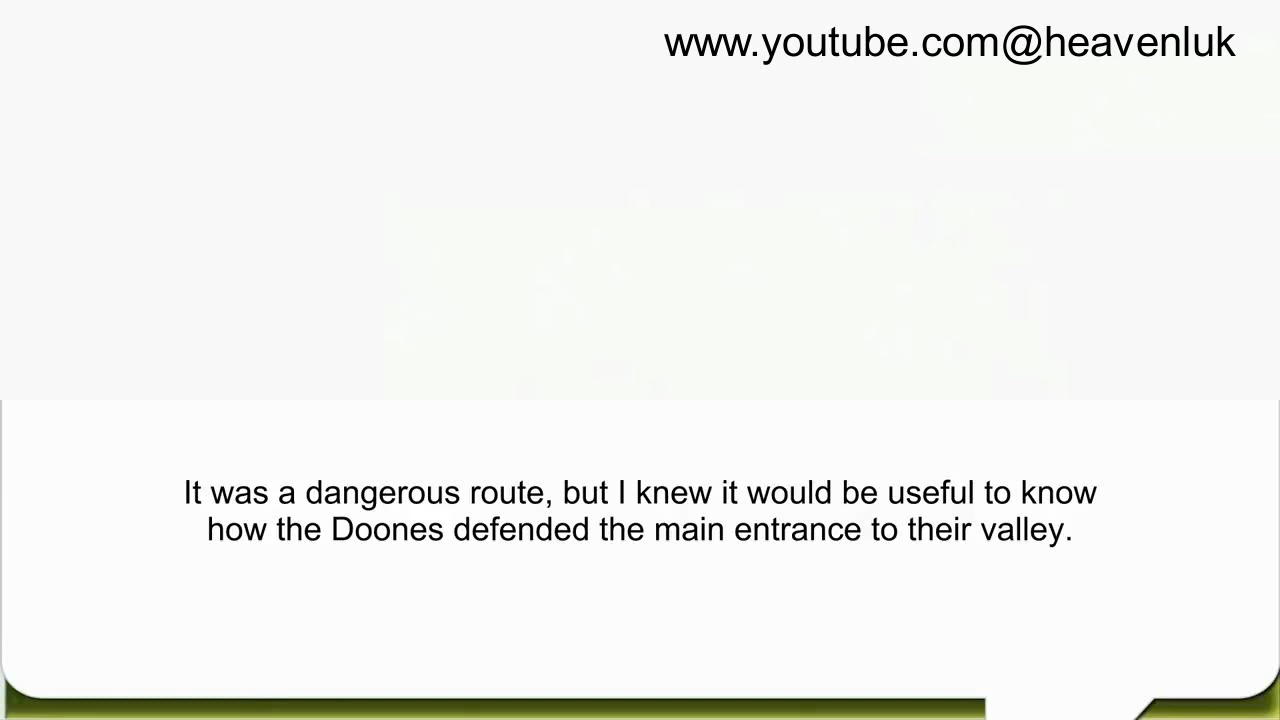 www.youtube.com@heavenluk
It was a dangerous route, but I knew it would be useful to know
how the Doones defended the main entrance to their valley.